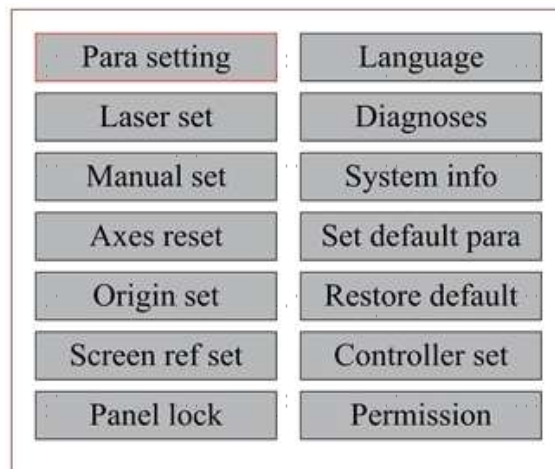 Para setting
Language
Laser set
Diagnoses
Manual set
System info
Axes reset
Set default para
Origin set
Restore default
Screen ref set
Controller set
Panel lock
Permission